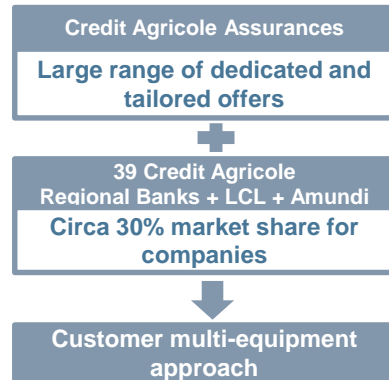 Credit Agricole Assurances
Large range of dedicated and
tailored offers
39 Credit Agricole
Regional Banks + LCL + Amundi
Circa 30% market share for
companies
Customer multi-equipment
approach